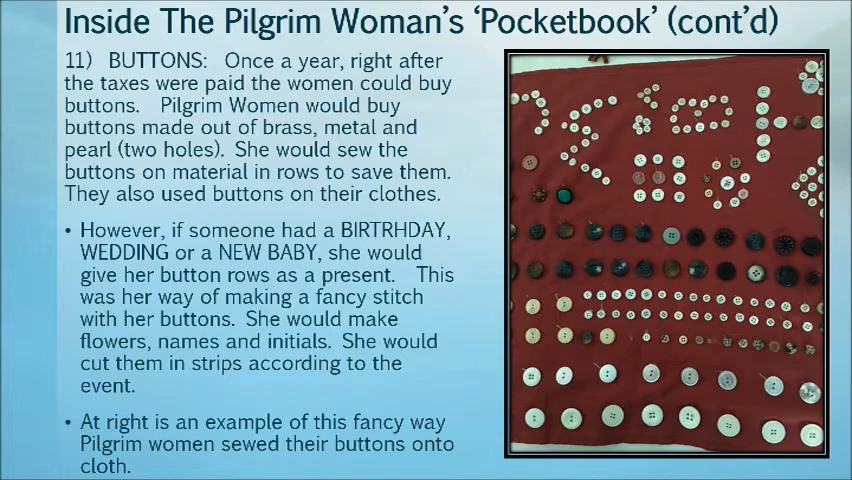 Inside The Pilgrim Woman's 'Pocketbook' (cont'd)
11) BUTTONS: Once a year, right after
the taxes were paid the women could buy
buttons. Pilgrim Women would buy
buttons made out of brass, metal and
pearl (two holes). She would sew the
buttons on material in rows to save them.
They also used buttons on their clothes.
• However, if someone had a BIRTRHDAY,
WEDDING or a NEW BABY, she would
give her button rows as a present. This
was her way of making a fancy stitch
with her buttons. She would make
flowers, names and initials. She would
cut them in strips according to the
event.
• At right is an example of this fancy way
Pilgrim women sewed their buttons onto
cloth.